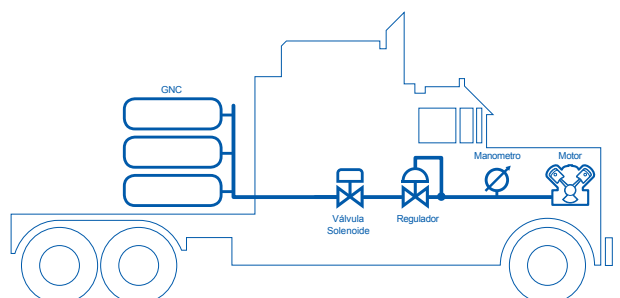 GNC
Manometro
Motor
Válvula
Solenoide
Regulador